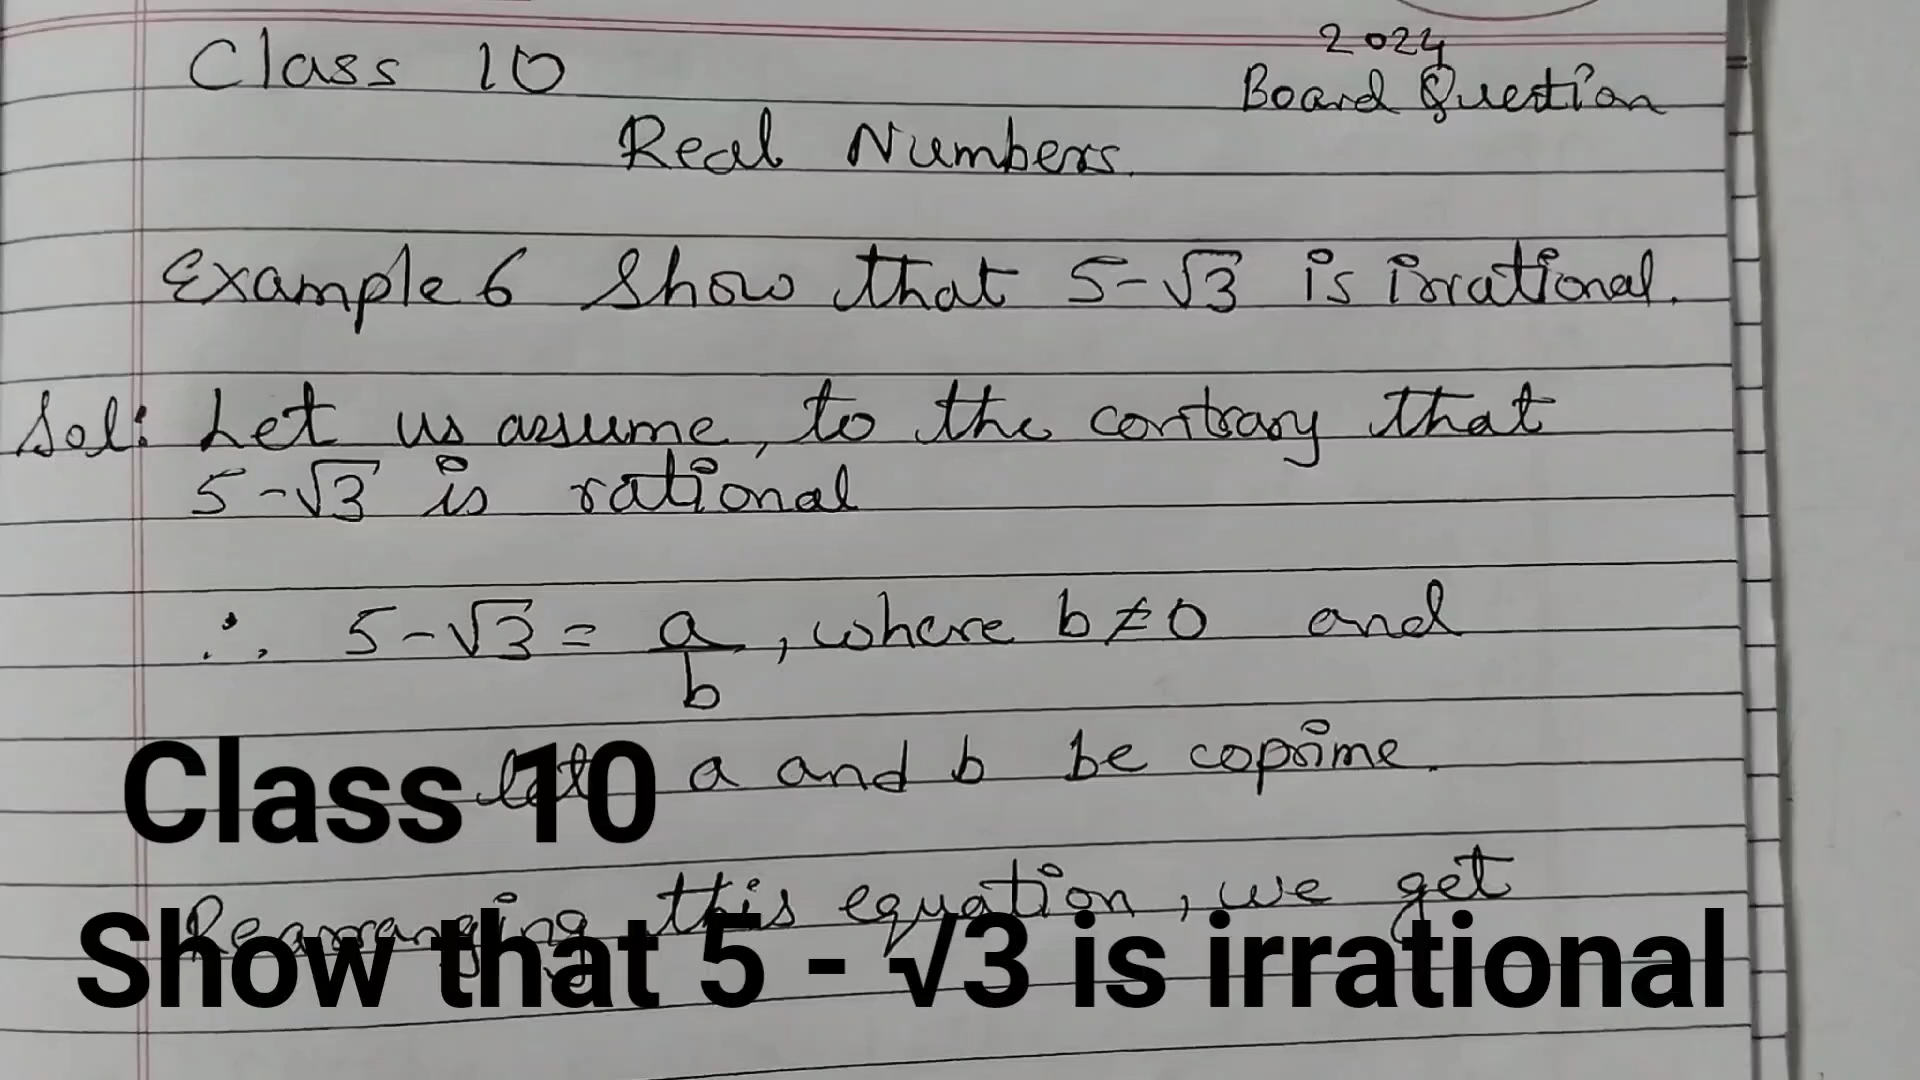 2024
Class 10 Board Question
Real Numbers.
Example 6 Show that 5-√3 is irrational.
Sol: Let us assume, to the contrary that
5-√3 is rational
∴ 5-√3 = a/b, where b≠0 and
let a and b be coprime.
Class 10
Rearranging this equation, we get
Show that 5 - √3 is irrational